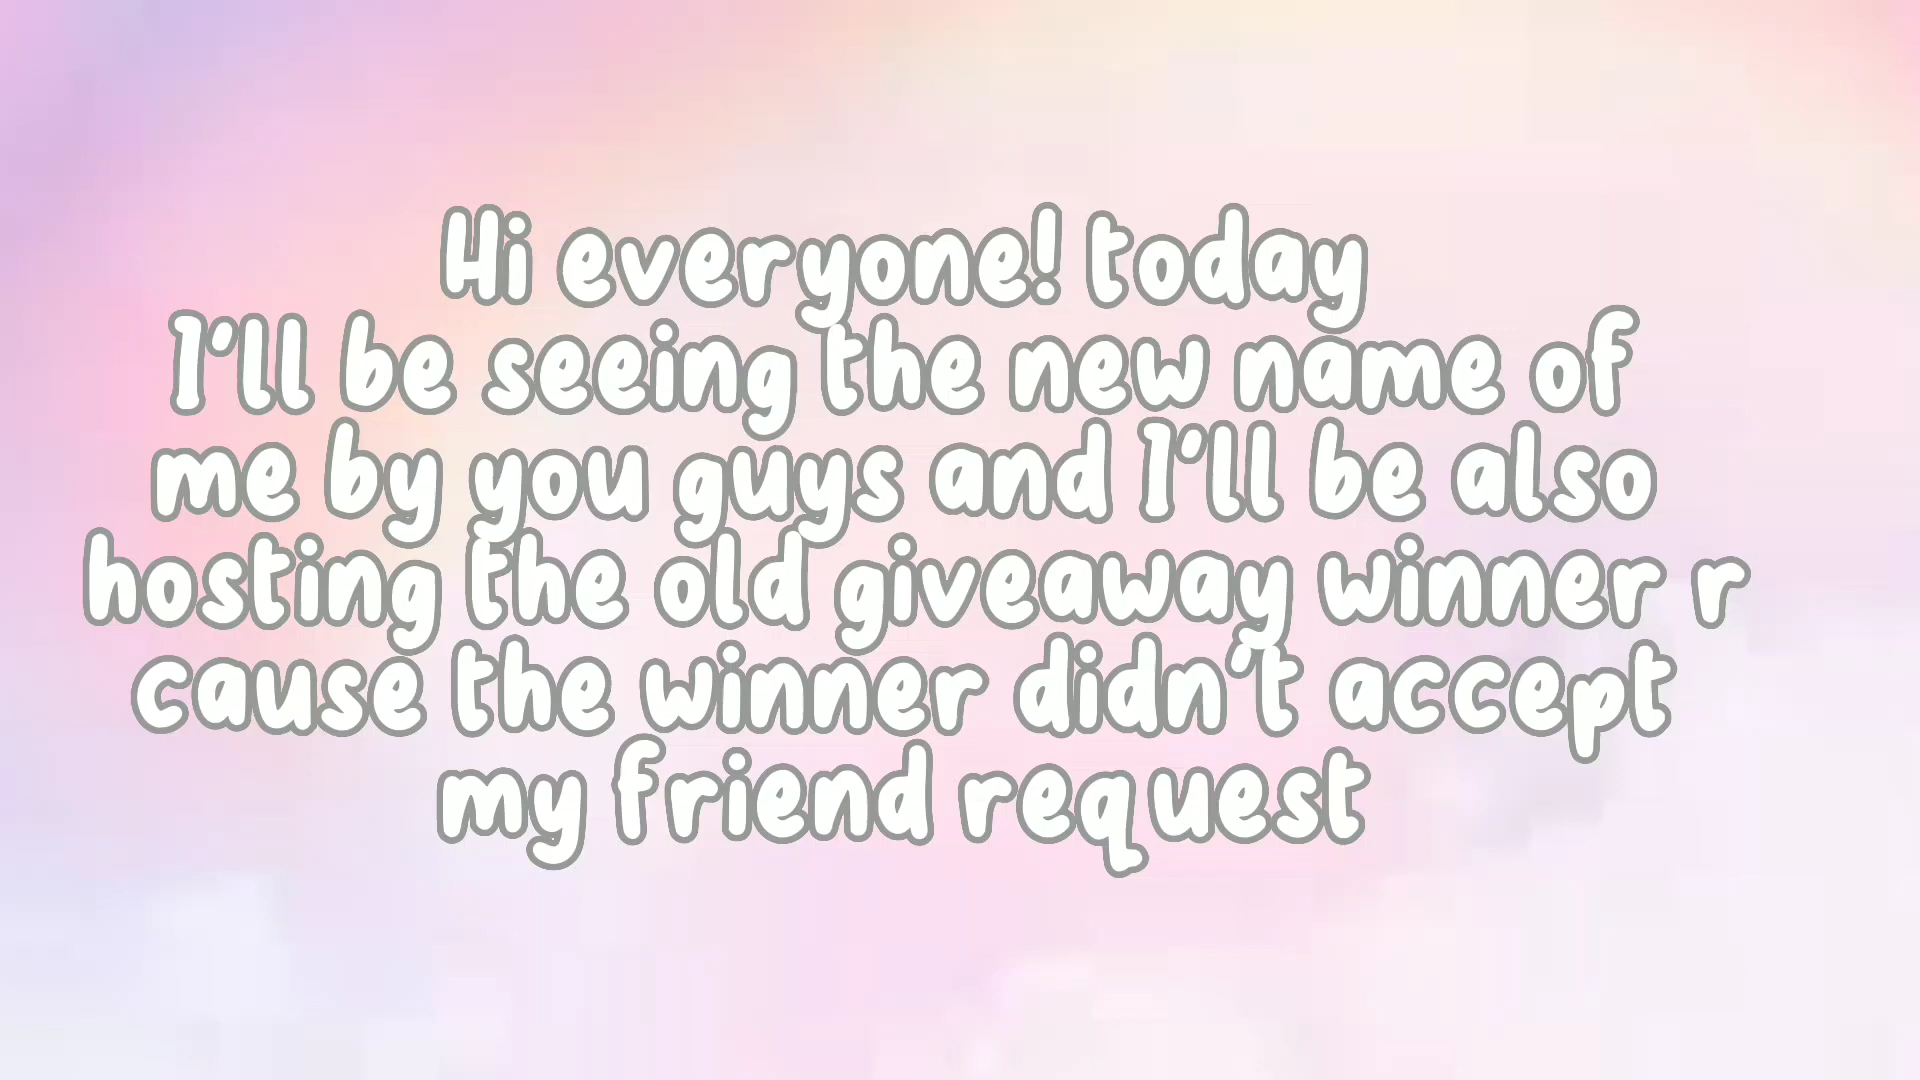 Hi everyone! today
I'll be seeing the new name of
me by you guys and I'll be also
hosting the old giveaway winner r
cause the winner didn't accept
my friend request